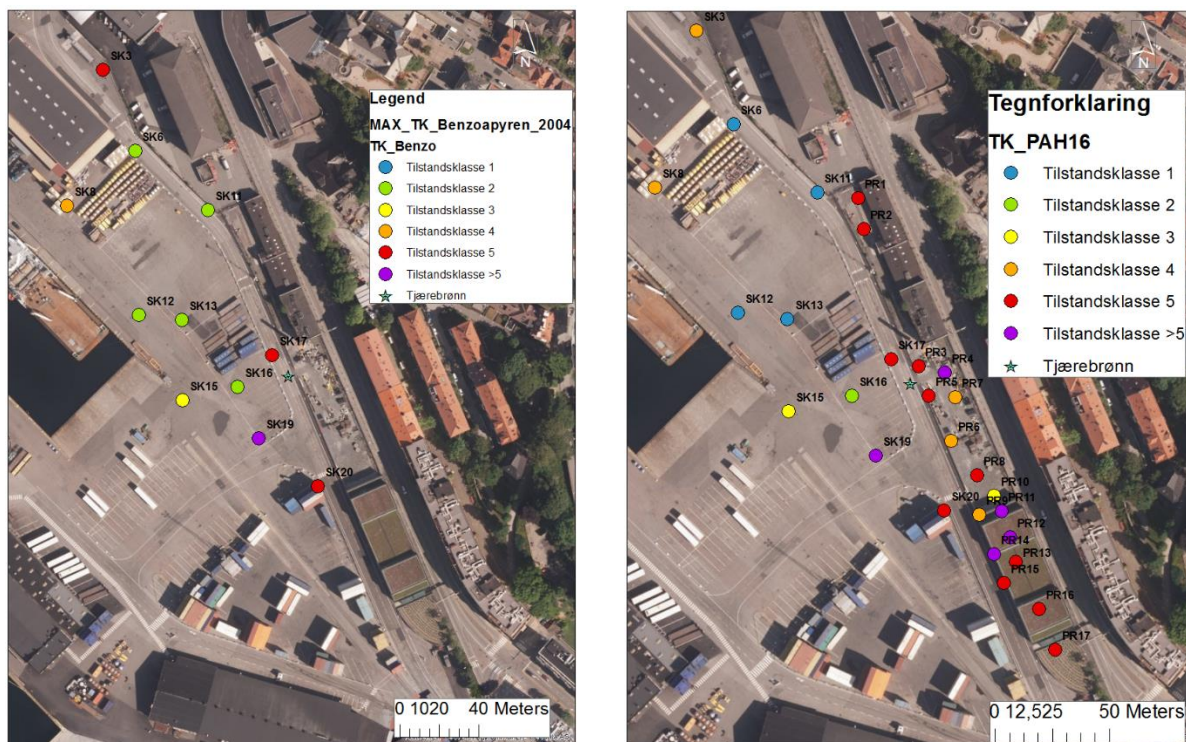 SK3
N
Legend
MAX_TK_Benzoapyren_2004
TK_Benzo
SK6
Tilstandsklasse 1
Tilstandsklasse 2
SK8
SK11
Tilstandsklasse 3
Tilstandsklasse 4
Tilstandsklasse 5
Tilstandsklasse >5
Tjærebrønn
SK12
SK13
SK17
SK16
SK15
SK19
SK20
0 1020 40 Meters
SK3
N
Tegnforklaring
SK6
TK_PAH16
Tilstandsklasse 1
SK8
SK11
PR1
Tilstandsklasse 2
PR2
Tilstandsklasse 3
Tilstandsklasse 4
SK12
SK13
Tilstandsklasse 5
Tilstandsklasse >5
SK17
PR3
PR4
Tjærebrønn
SK16
PR5
PR7
SK15
PR6
SK19
PR8
PR10
SK20
PR9
PR11
PR12
PR14
PR13
PR15
PR16
PR17
0 12,525 50 Meters